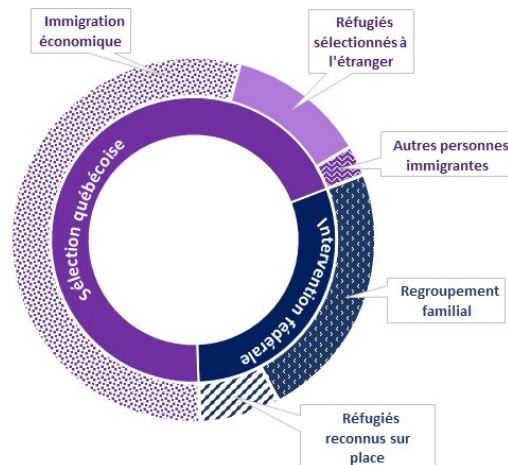 Immigration
économique
Réfugiés
sélectionnés à
l'étranger
Autres personnes
immigrantes
Sélection québécoise
Intervention fédérale
Regroupement
familial
Réfugiés
reconnus sur
place